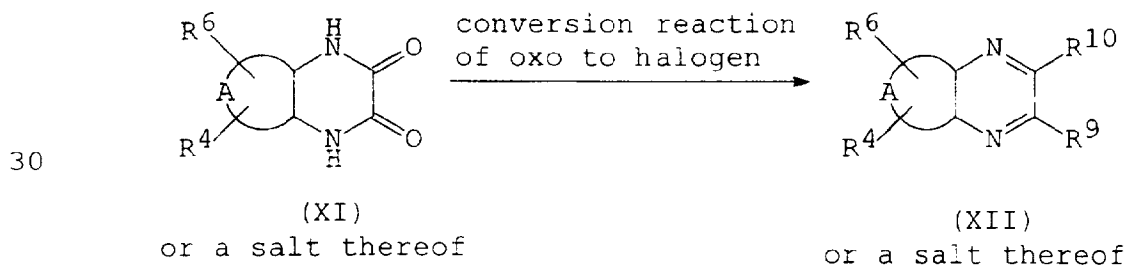 conversion reaction
of oxo to halogen
R6 H N O A R4 N H O
R6 N R10 A R4 N R9
30
(XI)
or a salt thereof
(XII)
or a salt thereof